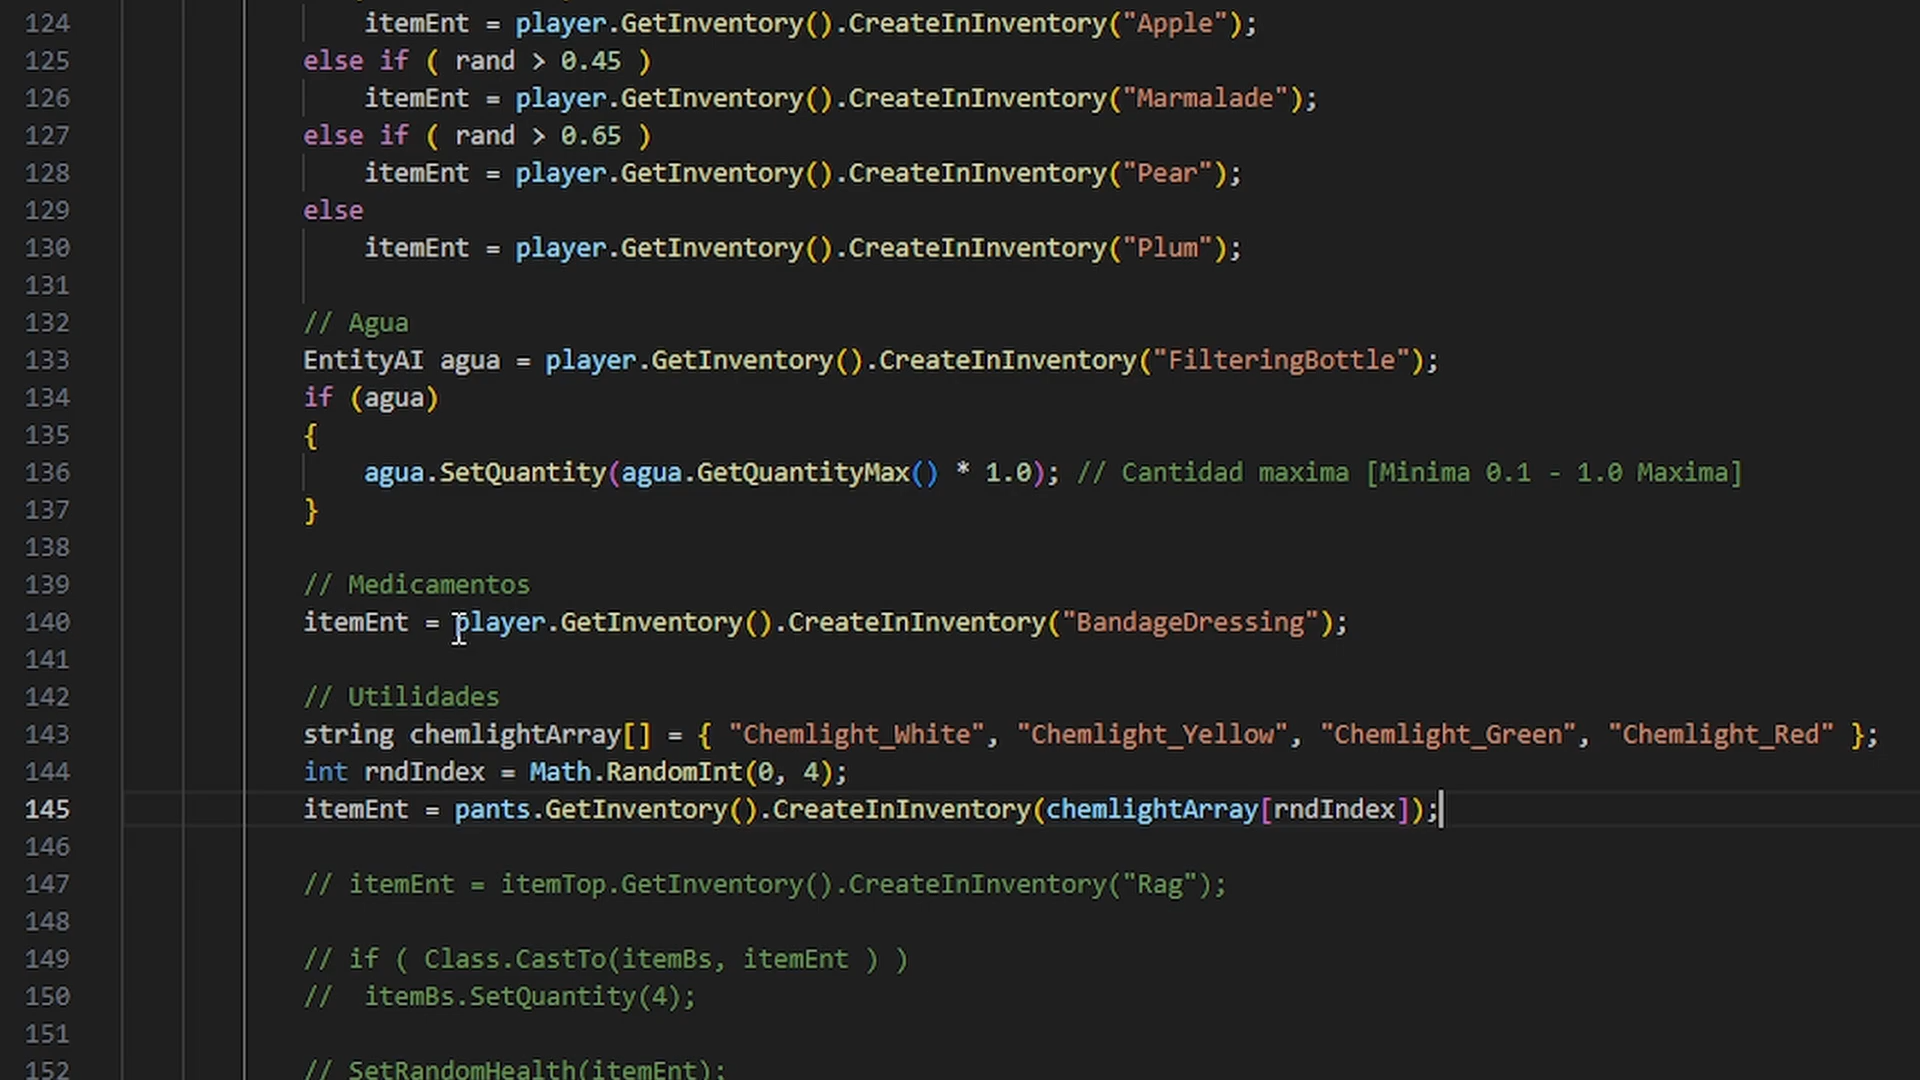 124 itemEnt = player.GetInventory().CreateInInventory("Apple");
125 else if ( rand > 0.45 )
126 itemEnt = player.GetInventory().CreateInInventory("Marmalade");
127 else if ( rand > 0.65 )
128 itemEnt = player.GetInventory().CreateInInventory("Pear");
129 else
130 itemEnt = player.GetInventory().CreateInInventory("Plum");
131
132 // Agua
133 EntityAI agua = player.GetInventory().CreateInInventory("FilteringBottle");
134 if (agua)
135 {
136 agua.SetQuantity(agua.GetQuantityMax() * 1.0); // Cantidad maxima [Minima 0.1 - 1.0 Maxima]
137 }
138
139 // Medicamentos
140 itemEnt = player.GetInventory().CreateInInventory("BandageDressing");
141
142 // Utilidades
143 string chemlightArray[] = { "Chemlight_White", "Chemlight_Yellow", "Chemlight_Green", "Chemlight_Red" };
144 int rndIndex = Math.RandomInt(0, 4);
145 itemEnt = pants.GetInventory().CreateInInventory(chemlightArray[rndIndex]);
146
147 // itemEnt = itemTop.GetInventory().CreateInInventory("Rag");
148
149 // if ( Class.CastTo(itemBs, itemEnt ) )
150 // itemBs.SetQuantity(4);
151
152 // SetRandomHealth(itemEnt);